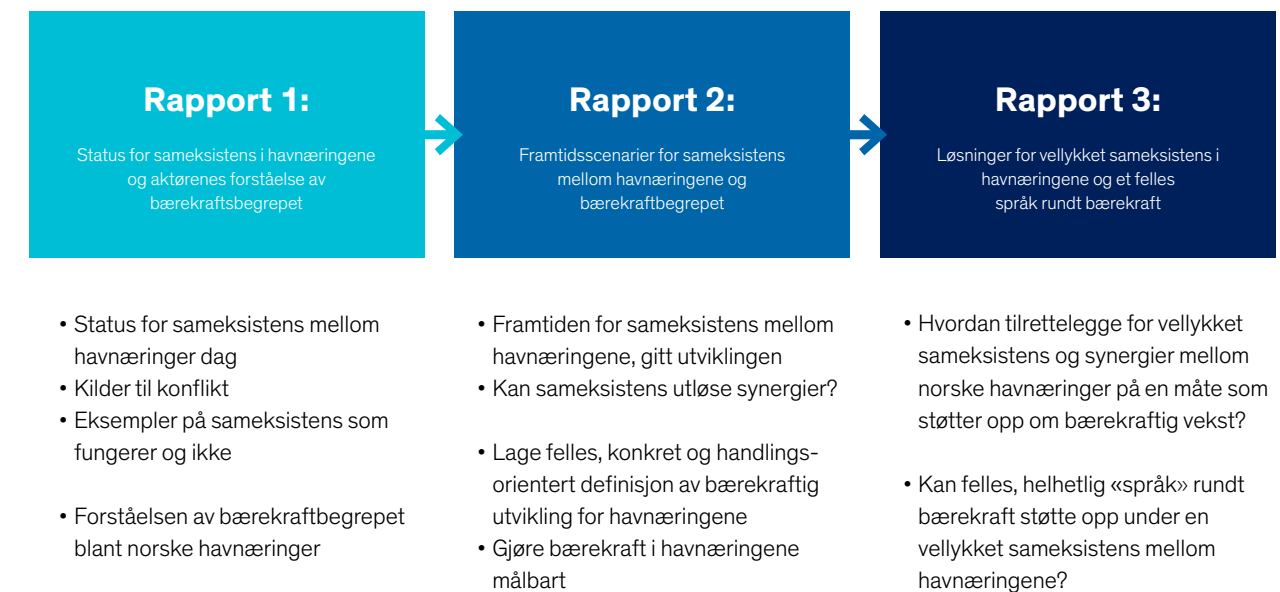 Rapport 1:
Status for sameksistens i havnæringene
og aktørenes forståelse av
bærekraftsbegrepet
Rapport 2:
Framtidsscenarier for sameksistens
mellom havnæringene og
bærekraftbegrepet
Rapport 3:
Løsninger for vellykket sameksistens i
havnæringene og et felles
språk rundt bærekraft
• Status for sameksistens mellom
havnæringer dag
• Kilder til konflikt
• Eksempler på sameksistens som
fungerer og ikke
• Forståelsen av bærekraftbegrepet
blant norske havnæringer
• Framtiden for sameksistens mellom
havnæringene, gitt utviklingen
• Kan sameksistens utløse synergier?
• Lage felles, konkret og handlings-
orientert definisjon av bærekraftig
utvikling for havnæringene
• Gjøre bærekraft i havnæringene
målbart
• Hvordan tilrettelegge for vellykket
sameksistens og synergier mellom
norske havnæringer på en måte som
støtter opp om bærekraftig vekst?
• Kan felles, helhetlig «språk» rundt
bærekraft støtte opp under en
vellykket sameksistens mellom
havnæringene?